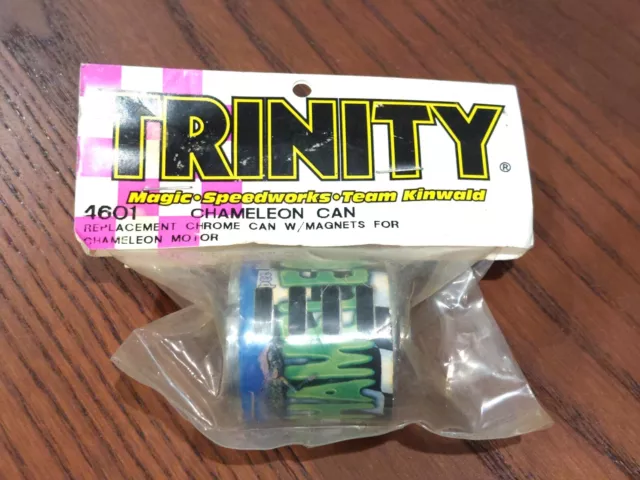 TRINITY®
Magic·Speedworks·Team Kinwald
4601 CHAMELEON CAN
REPLACEMENT CHROME CAN W/MAGNETS FOR
CHAMELEON MOTOR